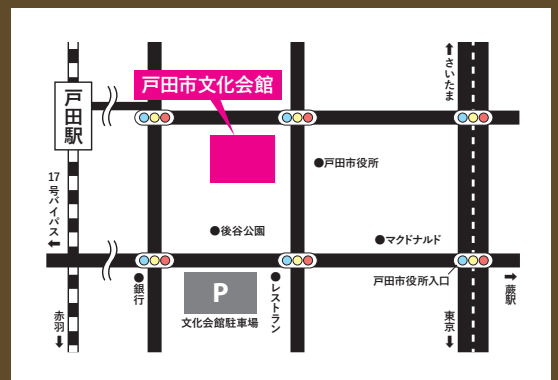 さいたま
戸田市文化会館
戸田駅
戸田市役所
17号バイパス
後谷公園
マクドナルド
戸田市役所入口
銀行
P
レストラン
蕨駅
赤羽
文化会館駐車場
東京